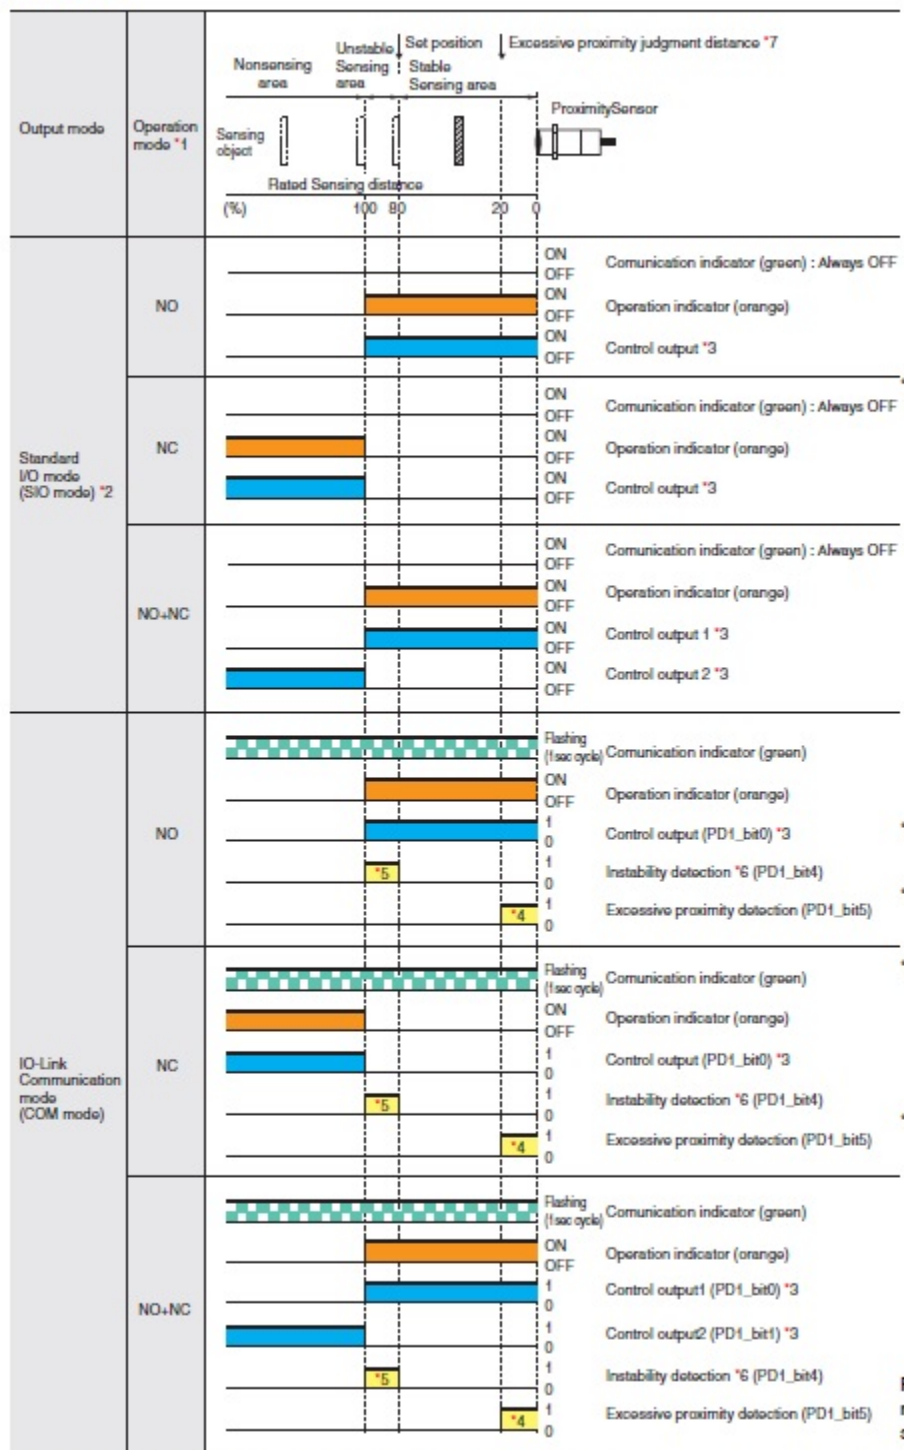 Output mode
Operation
mode *1
Nonsensing
area
Unstable
Sensing
area
Set position
Stable
Sensing area
Excessive proximity judgment distance *7
Sensing
object
ProximitySensor
Rated Sensing distance
(%)
100 80 20 0
Standard
I/O mode
(SIO mode) *2
NO
ON
OFF
Comunication indicator (green) : Always OFF
ON
OFF
Operation indicator (orange)
ON
OFF
Control output *3
NC
ON
OFF
Comunication indicator (green) : Always OFF
ON
OFF
Operation indicator (orange)
ON
OFF
Control output *3
NO+NC
ON
OFF
Comunication indicator (green) : Always OFF
ON
OFF
Operation indicator (orange)
ON
OFF
Control output 1 *3
ON
OFF
Control output 2 *3
IO-Link
Communication
mode
(COM mode)
NO
Flashing
(1sec cycle)
Comunication indicator (green)
ON
OFF
Operation indicator (orange)
1
0
Control output (PD1_bit0) *3
*5
1
0
Instability detection *6 (PD1_bit4)
*4
1
0
Excessive proximity detection (PD1_bit5)
NC
Flashing
(1sec cycle)
Comunication indicator (green)
ON
OFF
Operation indicator (orange)
1
0
Control output (PD1_bit0) *3
*5
1
0
Instability detection *6 (PD1_bit4)
*4
1
0
Excessive proximity detection (PD1_bit5)
NO+NC
Flashing
(1sec cycle)
Comunication indicator (green)
ON
OFF
Operation indicator (orange)
1
0
Control output1 (PD1_bit0) *3
1
0
Control output2 (PD1_bit1) *3
*5
1
0
Instability detection *6 (PD1_bit4)
*4
1
0
Excessive proximity detection (PD1_bit5)